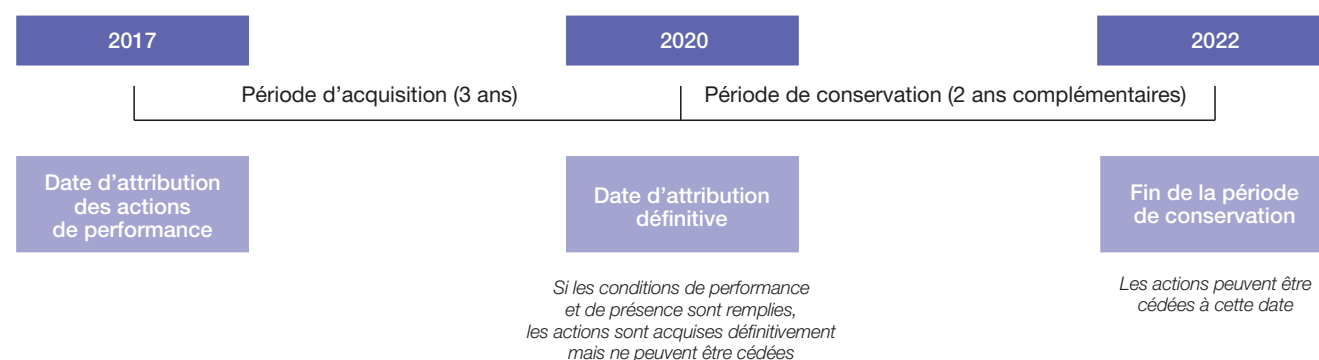 2017
2020
2022
Période d'acquisition (3 ans)
Période de conservation (2 ans complémentaires)
Date d'attribution
des actions
de performance
Date d'attribution
définitive
Fin de la période
de conservation
Si les conditions de performance
et de présence sont remplies,
les actions sont acquises définitivement
mais ne peuvent être cédées
Les actions peuvent être
cédées à cette date